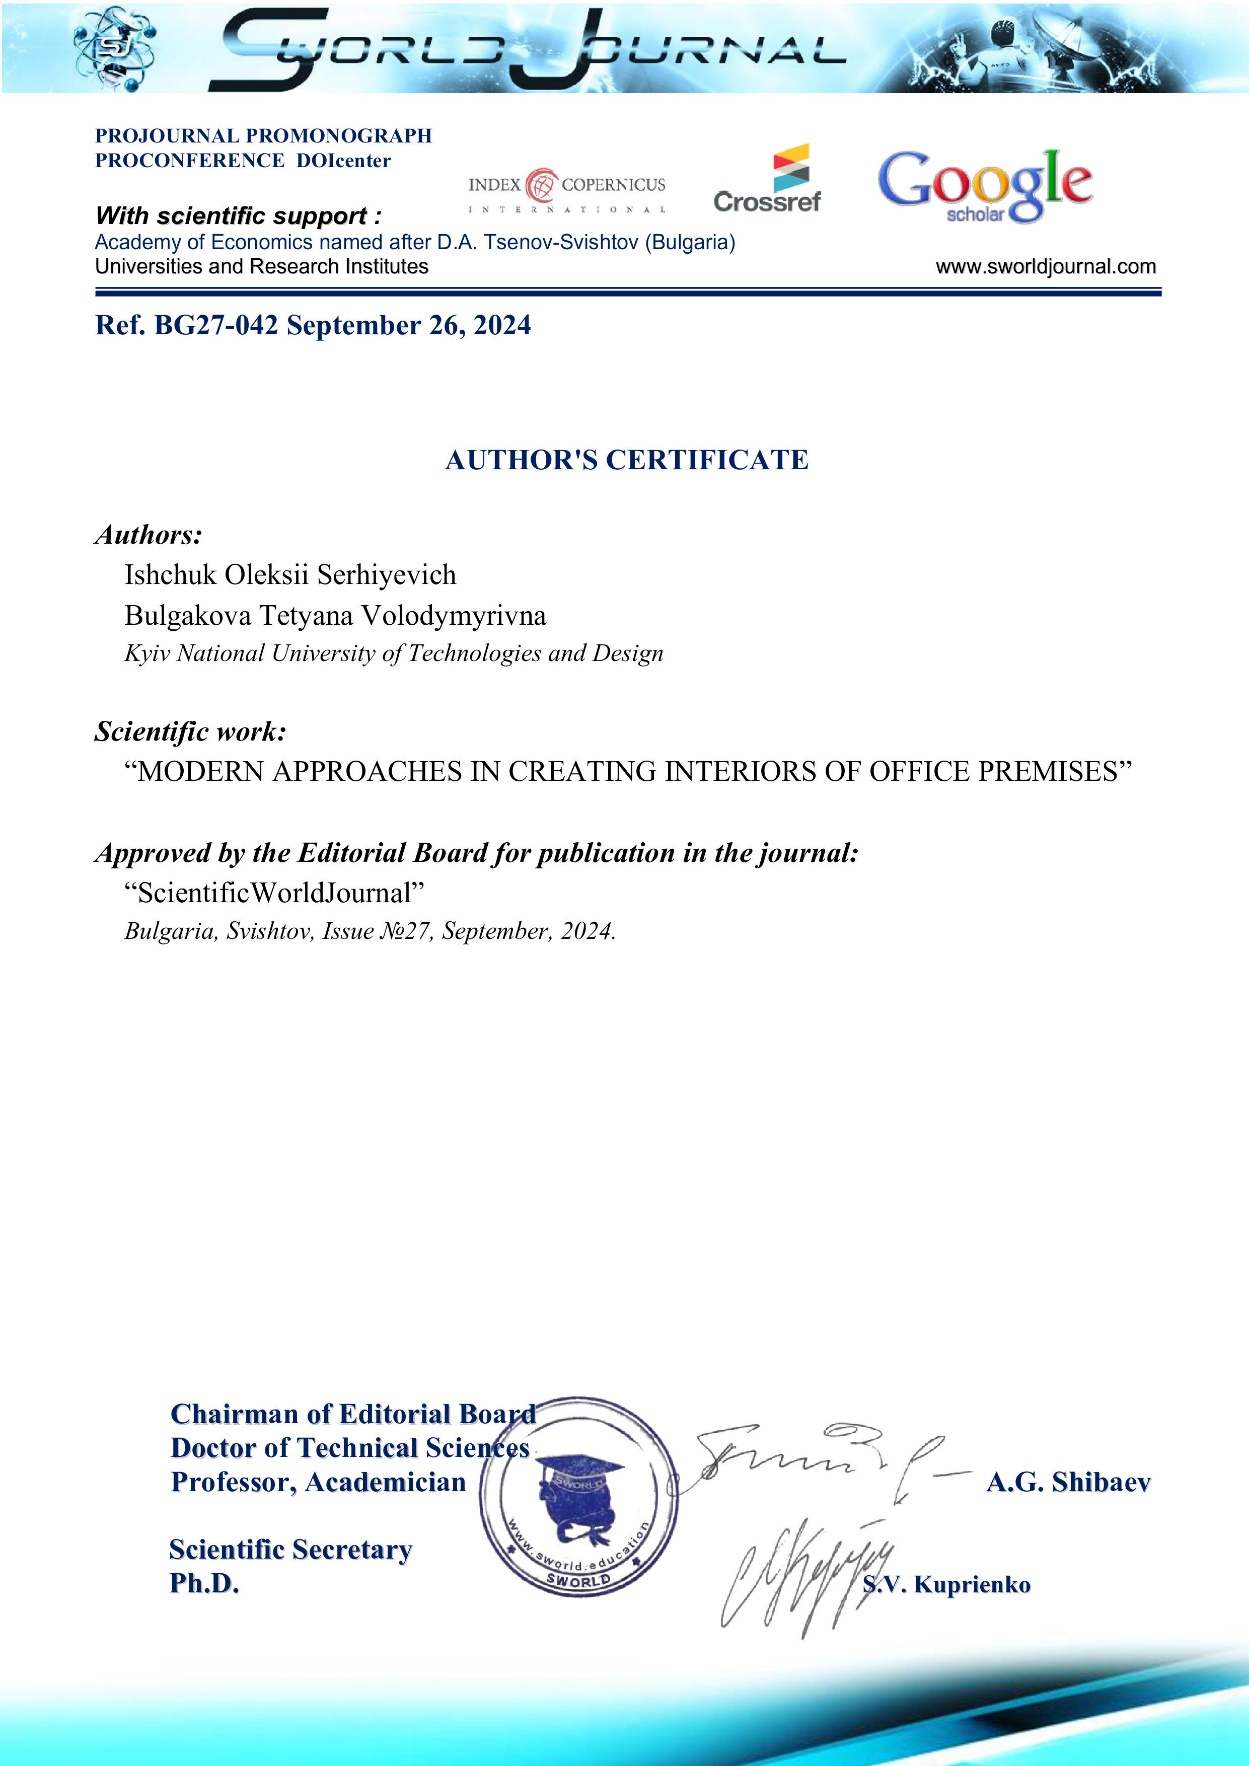 SJ
SWORLD JOURNAL
PROJOURNAL PROMONOGRAPH
PROCONFERENCE DOIcenter
INDEX COPERNICUS
INTERNATIONAL
Crossref
Google
scholar
With scientific support :
Academy of Economics named after D.A. Tsenov-Svishtov (Bulgaria)
Universities and Research Institutes
www.sworldjournal.com
Ref. BG27-042 September 26, 2024
AUTHOR'S CERTIFICATE
Authors:
Ishchuk Oleksii Serhiyevich
Bulgakova Tetyana Volodymyrivna
Kyiv National University of Technologies and Design
Scientific work:
“MODERN APPROACHES IN CREATING INTERIORS OF OFFICE PREMISES”
Approved by the Editorial Board for publication in the journal:
“ScientificWorldJournal”
Bulgaria, Svishtov, Issue №27, September, 2024.
Chairman of Editorial Board
Doctor of Technical Sciences
Professor, Academician
A.G. Shibaev
Scientific Secretary
Ph.D.
S.V. Kuprienko
SWORLD
www.sworld.education
SWORLD